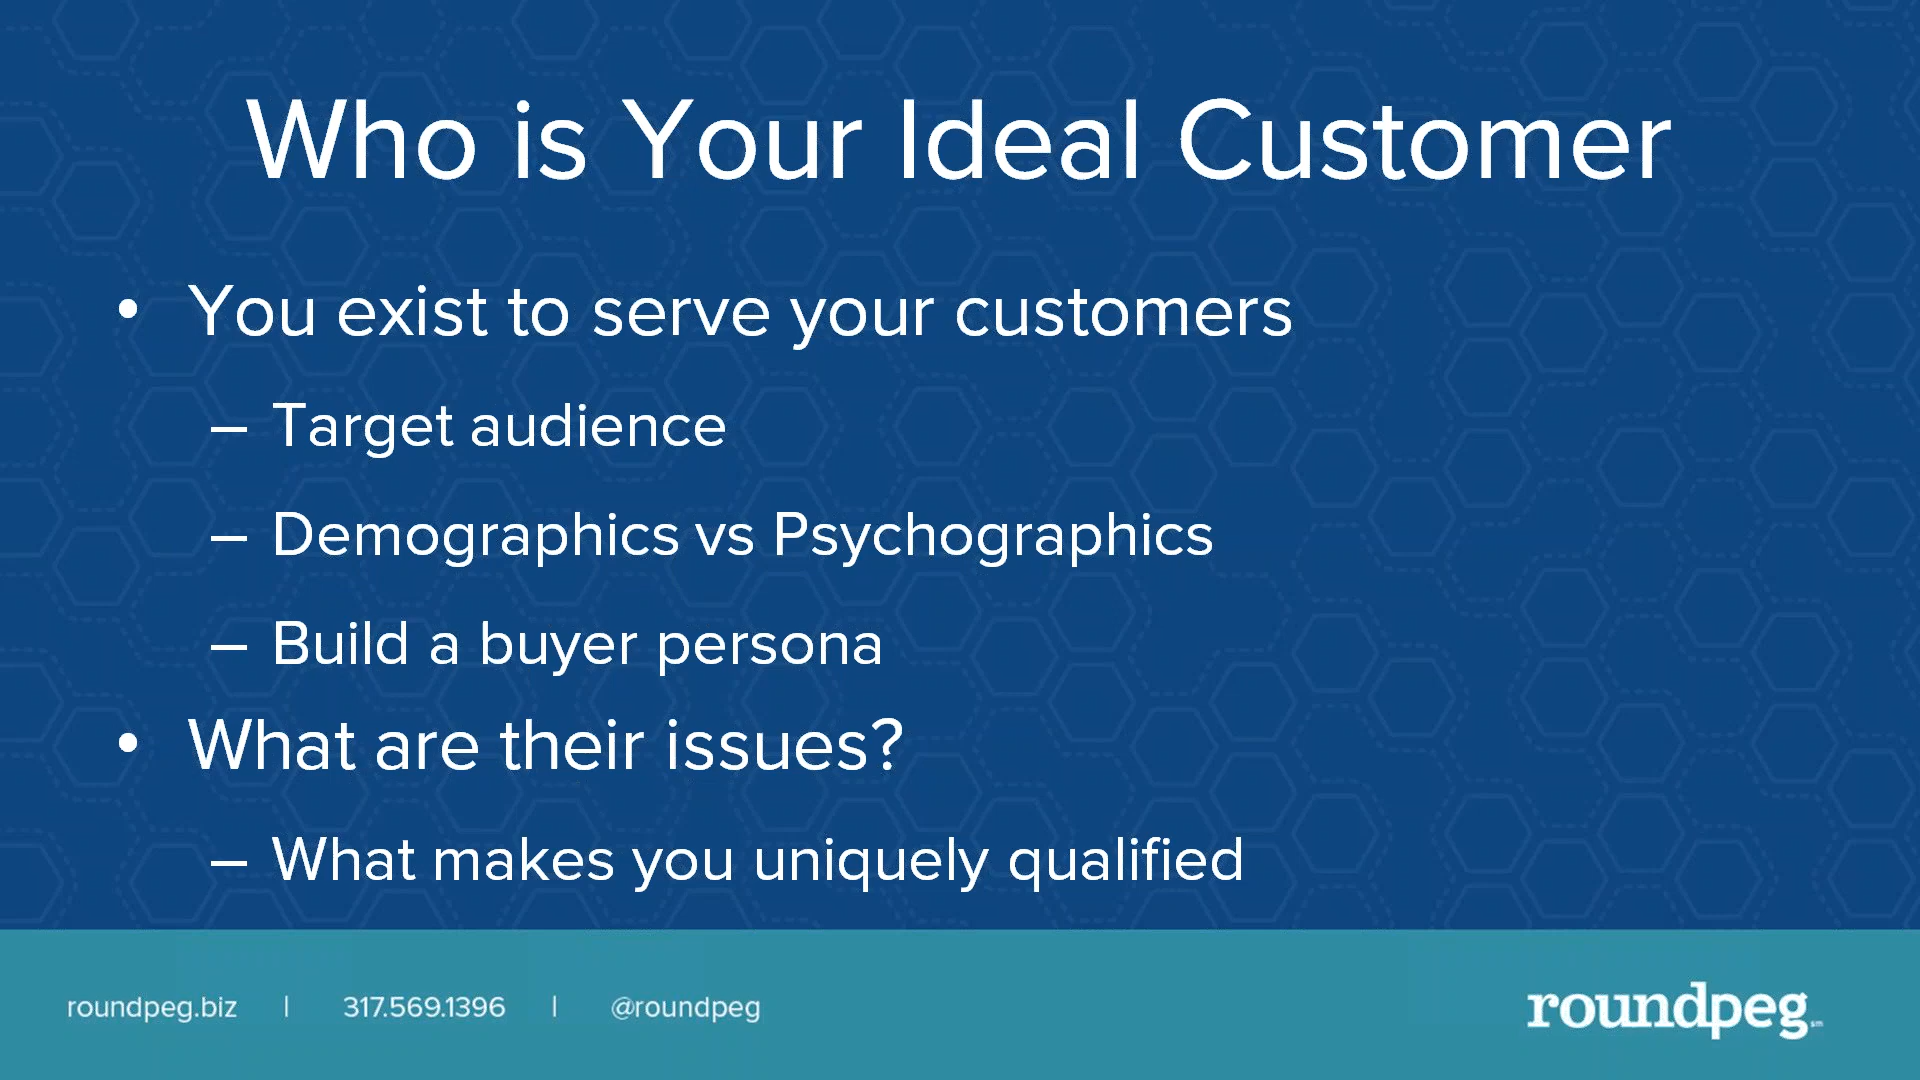 Who is Your Ideal Customer
• You exist to serve your customers
– Target audience
– Demographics vs Psychographics
– Build a buyer persona
• What are their issues?
– What makes you uniquely qualified
roundpeg.biz | 317.569.1396 | @roundpeg
roundpeg℠